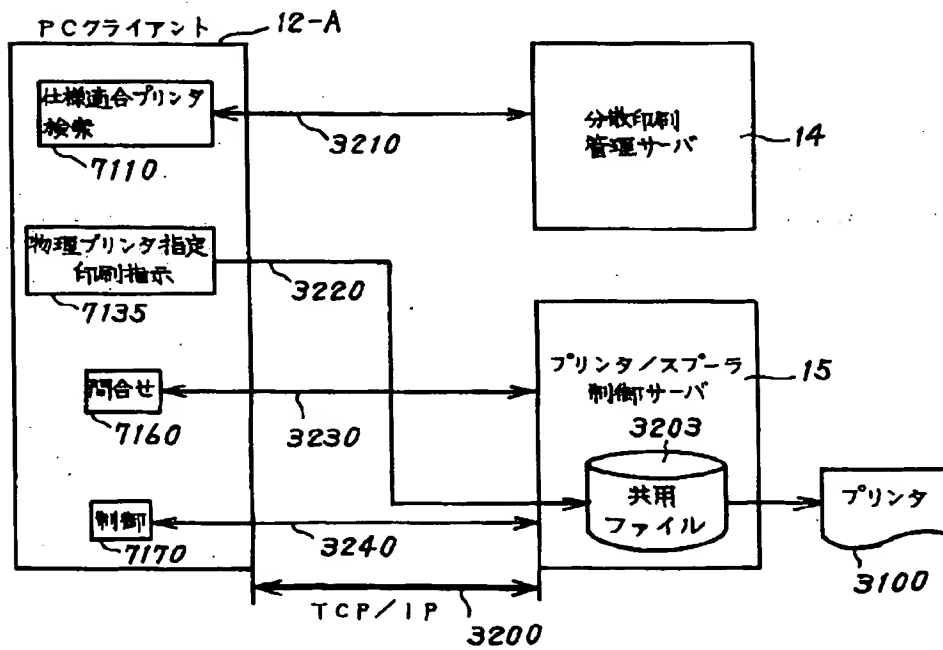 PCクライアント
12-A
仕様適合プリンタ
検索
7110
3210
分散印刷
管理サーバ
14
物理プリンタ指定
印刷指示
7135
3220
プリンタ/スプーラ
制御サーバ
15
問合せ
7160
3230
3203
共用
ファイル
プリンタ
3100
制御
7170
3240
TCP/IP
3200